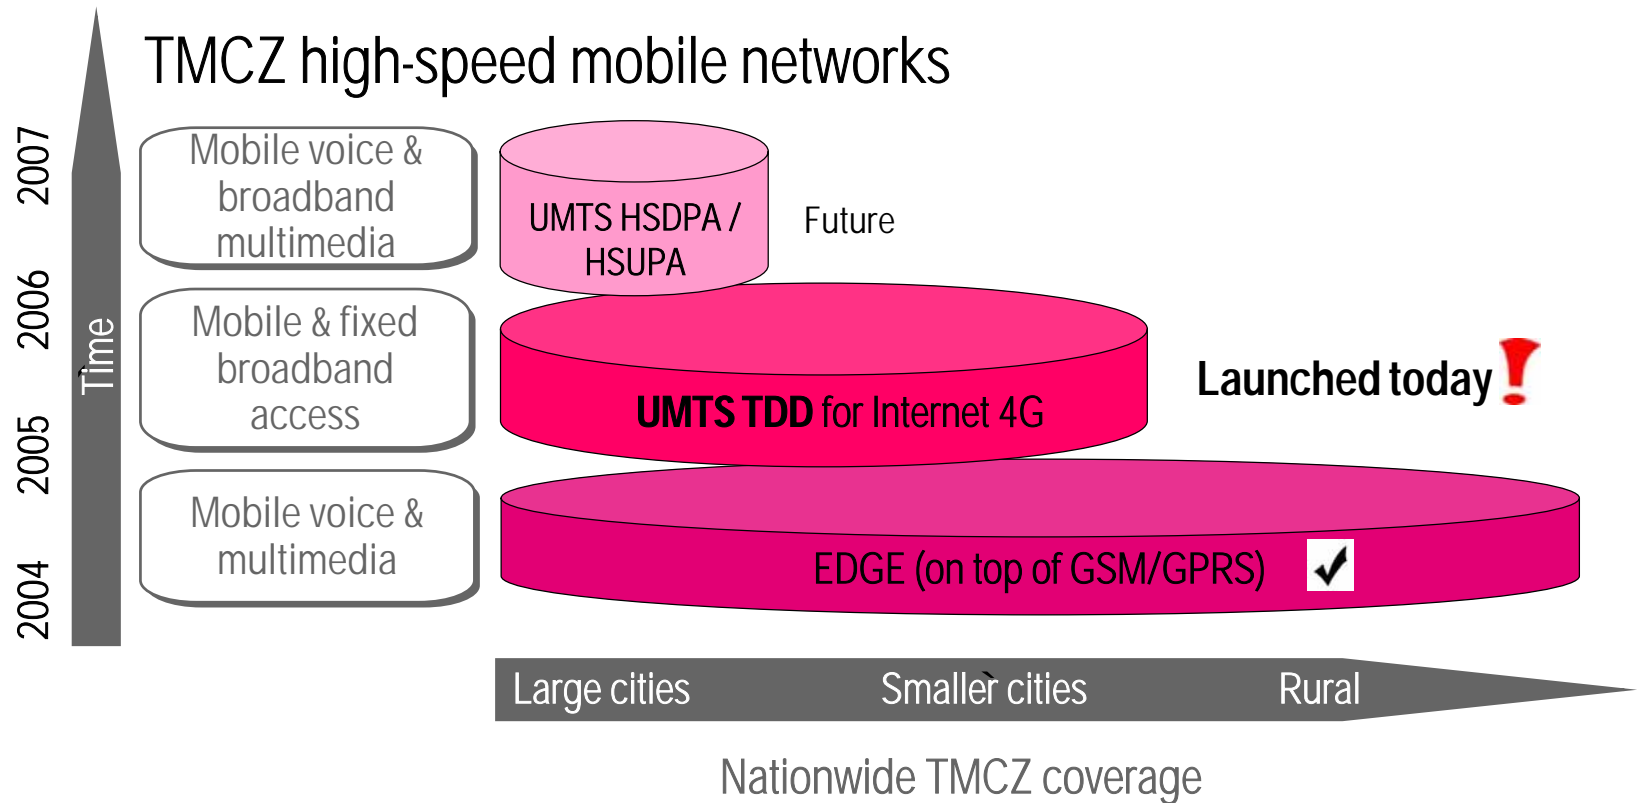 TMCZ high-speed mobile networks
2007
Mobile voice &
broadband
multimedia
UMTS HSDPA /
HSUPA
Future
2006
Time
Mobile & fixed
broadband
access
UMTS TDD for Internet 4G
Launched today
2005
Mobile voice &
multimedia
EDGE (on top of GSM/GPRS)
2004
Large cities
Smaller cities
Rural
Nationwide TMCZ coverage